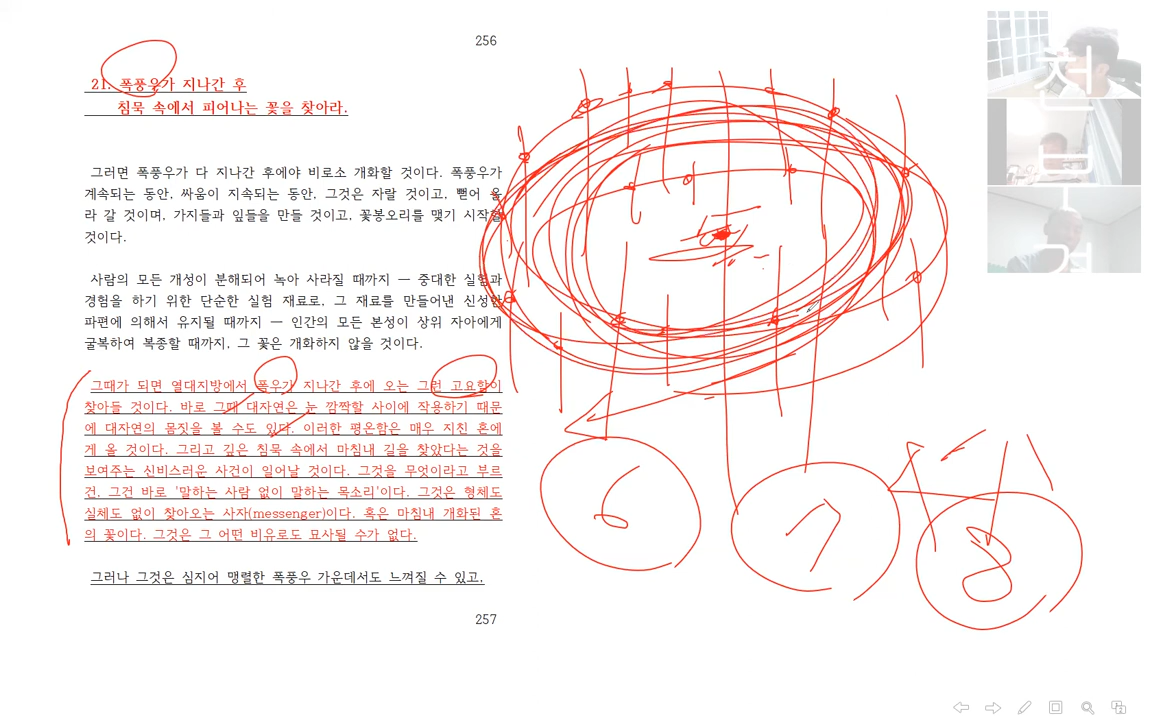 256
21. 폭풍우가 지나간 후
침묵 속에서 피어나는 꽃을 찾아라.
그러면 폭풍우가 다 지나간 후에야 비로소 개화할 것이다. 폭풍우가
계속되는 동안, 싸움이 지속되는 동안, 그것은 자랄 것이고, 뻗어 올
라 갈 것이며, 가지들과 잎들을 만들 것이고, 꽃봉오리를 맺기 시작할
것이다.
사람의 모든 개성이 분해되어 녹아 사라질 때까지 — 중대한 실험과
경험을 하기 위한 단순한 실험 재료로, 그 재료를 만들어낸 신성한
파편에 의해서 유지될 때까지 — 인간의 모든 본성이 상위 자아에게
굴복하여 복종할 때까지, 그 꽃은 개화하지 않을 것이다.
그때가 되면 열대지방에서 폭우가 지나간 후에 오는 그런 고요함이
찾아들 것이다. 바로 그때 대자연은 눈 깜짝할 사이에 작용하기 때문
에 대자연의 몸짓을 볼 수도 있다. 이러한 평온함은 매우 지친 혼에
게 올 것이다. 그리고 깊은 침묵 속에서 마침내 길을 찾았다는 것을
보여주는 신비스러운 사건이 일어날 것이다. 그것을 무엇이라고 부르
건, 그건 바로 '말하는 사람 없이 말하는 목소리'이다. 그것은 형체도
실체도 없이 찾아오는 사자(messenger)이다. 혹은 마침내 개화된 혼
의 꽃이다. 그것은 그 어떤 비유로도 묘사될 수가 없다.
그러나 그것은 심지어 맹렬한 폭풍우 가운데서도 느껴질 수 있고,
257
6
7
8